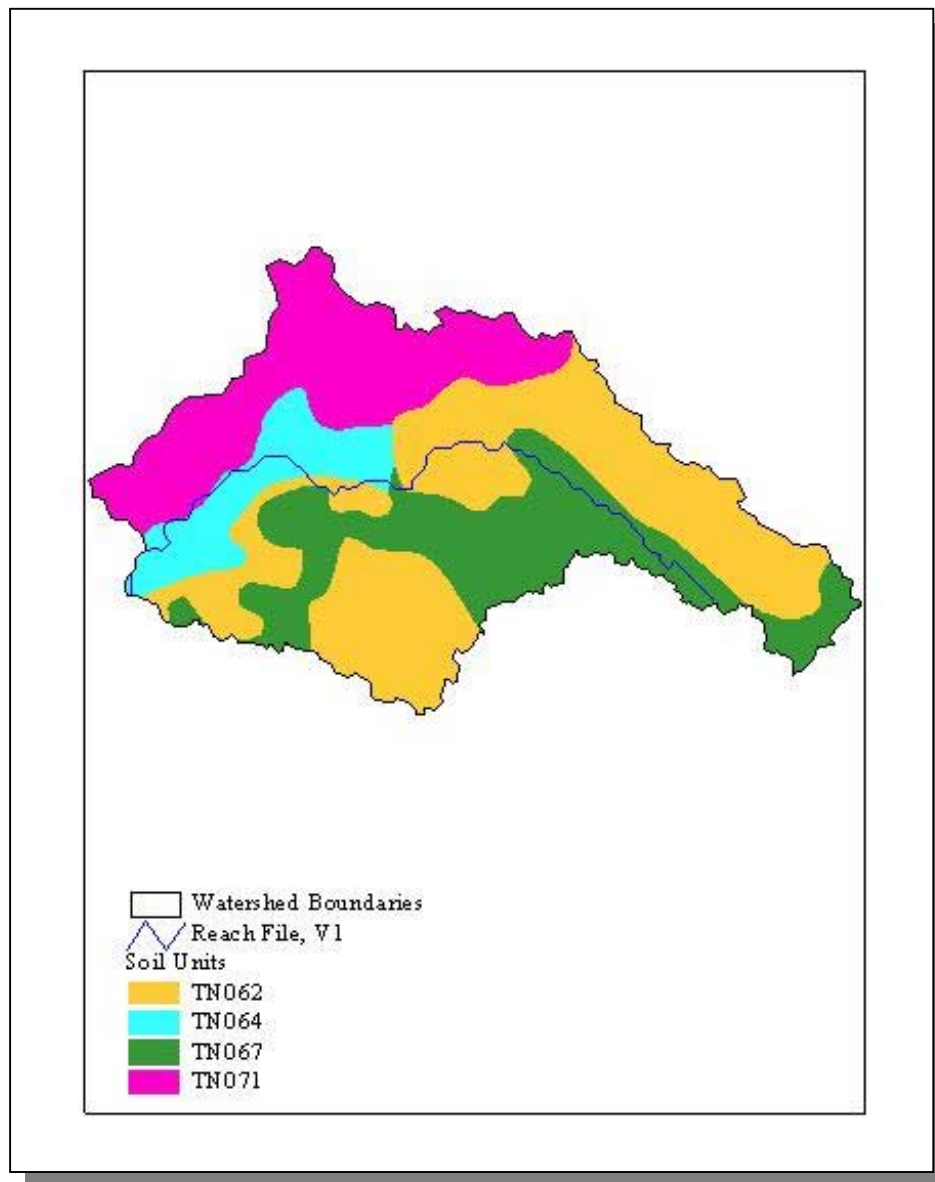 Watershed Boundaries
Reach File, V1
Soil Units
TN062
TN064
TN067
TN071